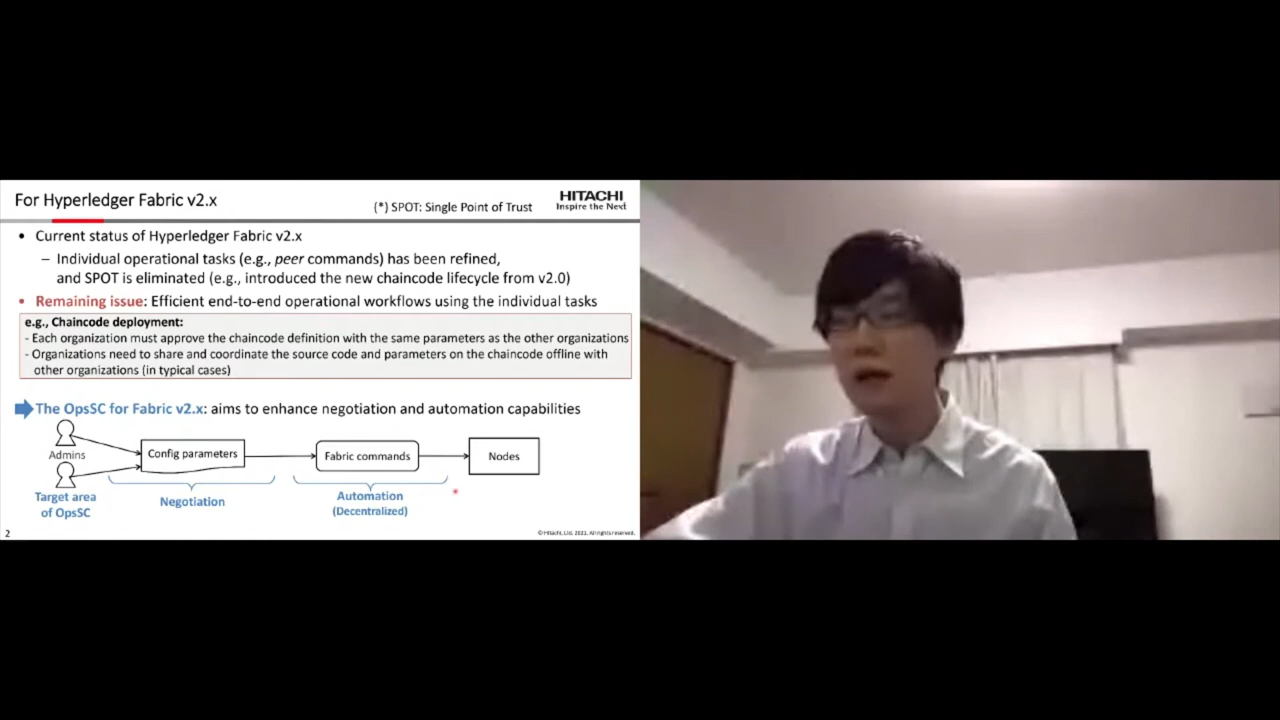 For Hyperledger Fabric v2.x
(*) SPOT: Single Point of Trust
HITACHI
Inspire the Next
• Current status of Hyperledger Fabric v2.x
– Individual operational tasks (e.g., peer commands) has been refined,
and SPOT is eliminated (e.g., introduced the new chaincode lifecycle from v2.0)
• Remaining issue: Efficient end-to-end operational workflows using the individual tasks
e.g., Chaincode deployment:
- Each organization must approve the chaincode definition with the same parameters as the other organizations
- Organizations need to share and coordinate the source code and parameters on the chaincode offline with
other organizations (in typical cases)
The OpsSC for Fabric v2.x: aims to enhance negotiation and automation capabilities
Admins
Config parameters
Fabric commands
Nodes
Target area
of OpsSC
Negotiation
Automation
(Decentralized)
2
© Hitachi, Ltd. 2021. All rights reserved.